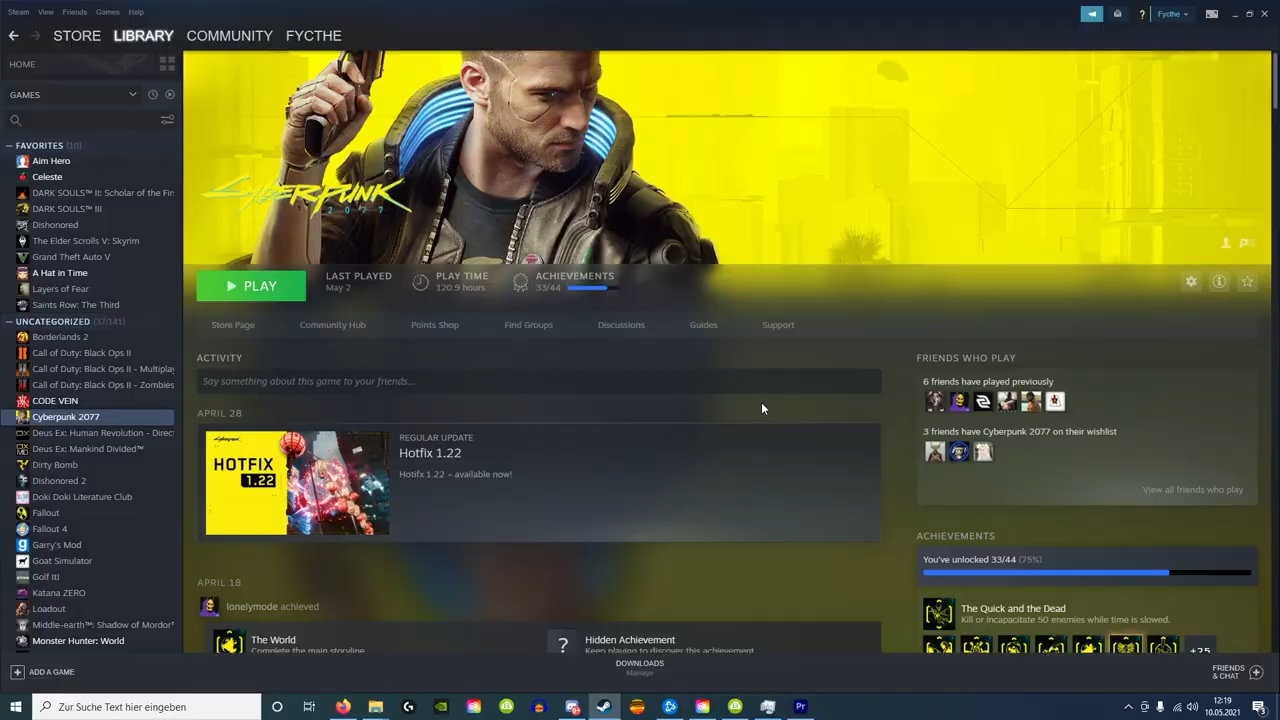 Steam View Friends Games Help
Fycthe
STORE LIBRARY COMMUNITY FYCTHE
HOME
GAMES
FAVORITES (10)
Aim Hero
Celeste
DARK SOULS™ II: Scholar of the Fir
DARK SOULS™ III
Dishonored
The Elder Scrolls V: Skyrim
Grand Theft Auto V
A Hat in Time
Layers of Fear
Saints Row: The Third
UNCATEGORIZED (37/141)
Borderlands 2
Call of Duty: Black Ops II
Call of Duty: Black Ops II - Multiplay
Call of Duty: Black Ops II - Zombies
CODE VEIN
Cyberpunk 2077
Deus Ex: Human Revolution - Direc
Deus Ex: Mankind Divided™
Dirty Bomb
Dishonored 2
Doki Doki Literature Club
Fallout
Fallout 4
Garry's Mod
Goat Simulator
Golf It!
Katana ZERO
Loadout
Middle-earth™: Shadow of Mordor™
Monster Hunter: World
ADD A GAME
CYBERPUNK
2077
PLAY
LAST PLAYED
May 2
PLAY TIME
120.9 hours
ACHIEVEMENTS
33/44
Store Page Community Hub Points Shop Find Groups Discussions Guides Support
ACTIVITY
Say something about this game to your friends...
APRIL 28
Cyberpunk
HOTFIX
1.22
REGULAR UPDATE
Hotfix 1.22
Hotifx 1.22 – available now!
APRIL 18
lonelymode achieved
The World
Complete the main storyline.
Hidden Achievement
Keep playing to discover this achievement
FRIENDS WHO PLAY
6 friends have played previously
3 friends have Cyberpunk 2077 on their wishlist
View all friends who play
ACHIEVEMENTS
You've unlocked 33/44 (75%)
The Quick and the Dead
Kill or incapacitate 50 enemies while time is slowed.
+25
DOWNLOADS
Manage
FRIENDS
& CHAT
Zur Suche Text hier eingeben
12:19
10.05.2021